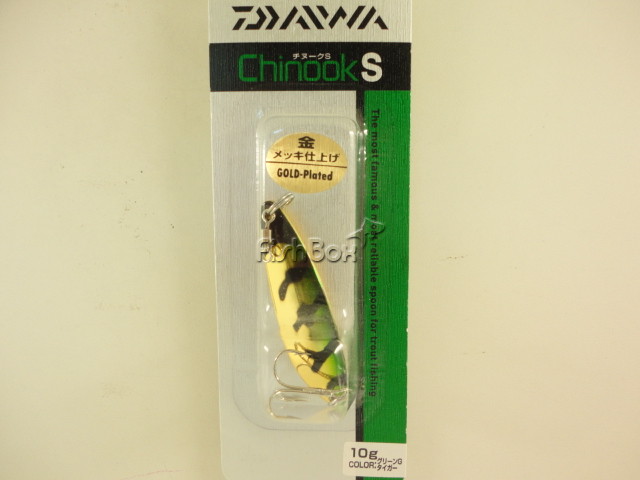 DAIWA
チヌークS
Chinook S
金
メッキ仕上げ
GOLD-Plated
The most famous & most reliable spoon for trout fishing
FishBox
10g グリーンG
COLOR: タイガー